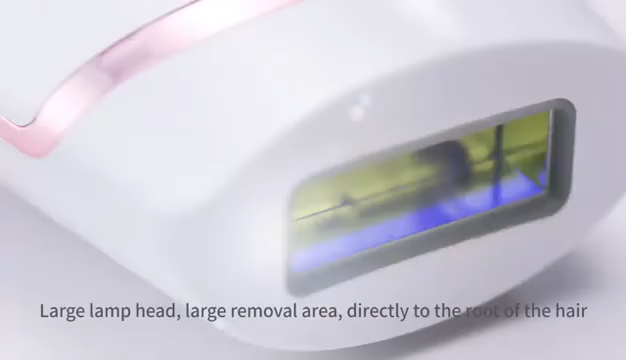 Large lamp head, large removal area, directly to the root of the hair